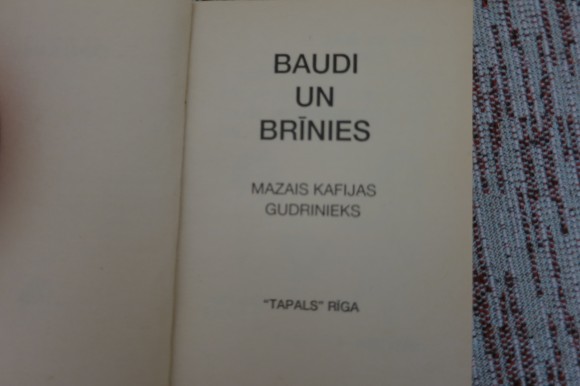 BAUDI
UN
BRĪNIES
MAZAIS KAFIJAS
GUDRINIEKS
"TAPALS" RĪGA